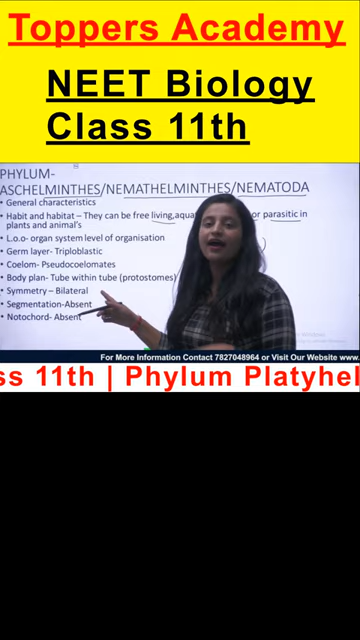 Toppers Academy
NEET Biology
Class 11th
PHYLUM-
ASCHELMINTHES/NEMATHELMINTHES/NEMATODA
• General characteristics
• Habit and habitat – They can be free living, aqua or parasitic in
plants and animal's
• L.o.o- organ system level of organisation
• Germ layer- Triploblastic
• Coelom- Pseudocoelomates
• Body plan- Tube within tube (protostomes)
• Symmetry – Bilateral
• Segmentation-Absent
• Notochord- Absent
For More Information Contact 7827048964 or Visit Our Website www.
ss 11th | Phylum Platyhel